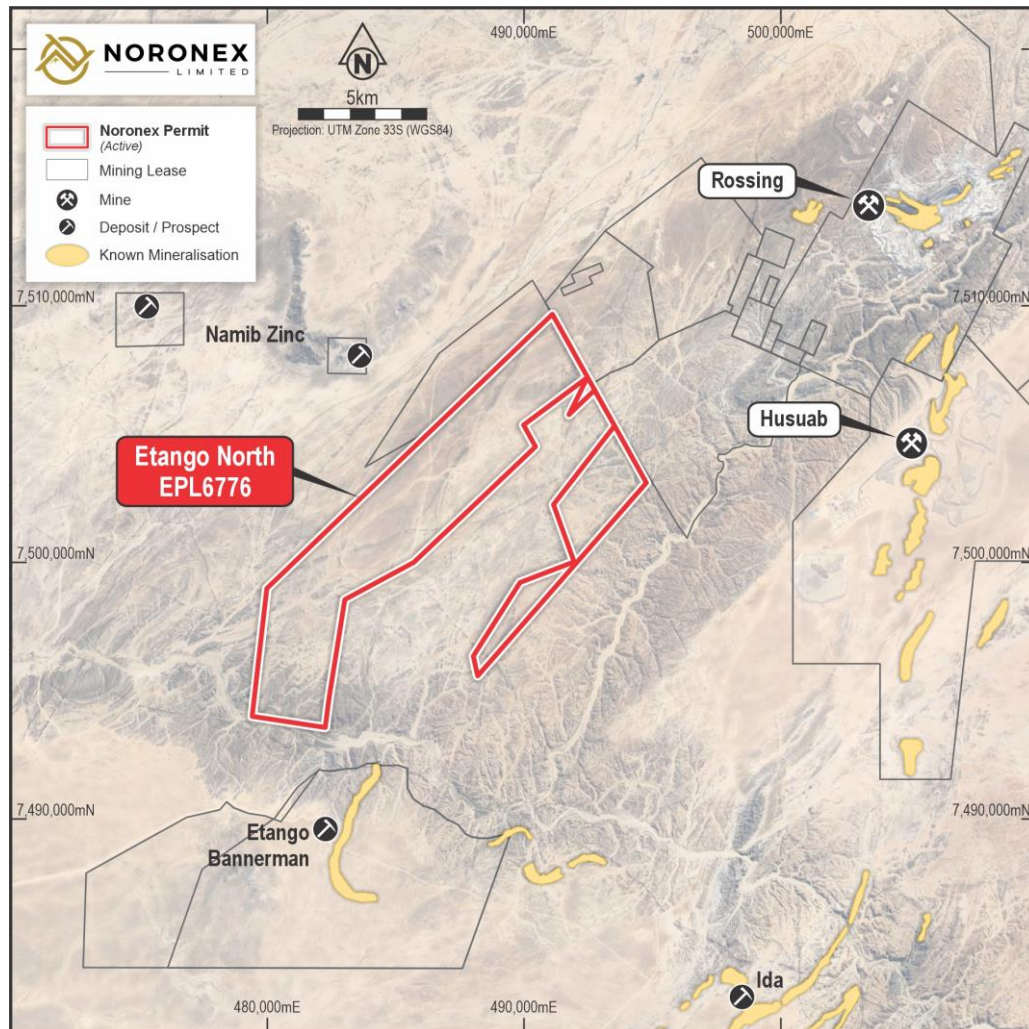 NORONEX
LIMITED
Noronex Permit
(Active)
Mining Lease
Mine
Deposit / Prospect
Known Mineralisation
N
5km
Projection: UTM Zone 33S (WGS84)
490,000mE
500,000mE
Rossing
7,510,000mN
7,510,000mN
Namib Zinc
Husuab
Etango North
EPL6776
7,500,000mN
7,500,000mN
7,490,000mN
7,490,000mN
Etango
Bannerman
Ida
480,000mE
490,000mE
500,000mE